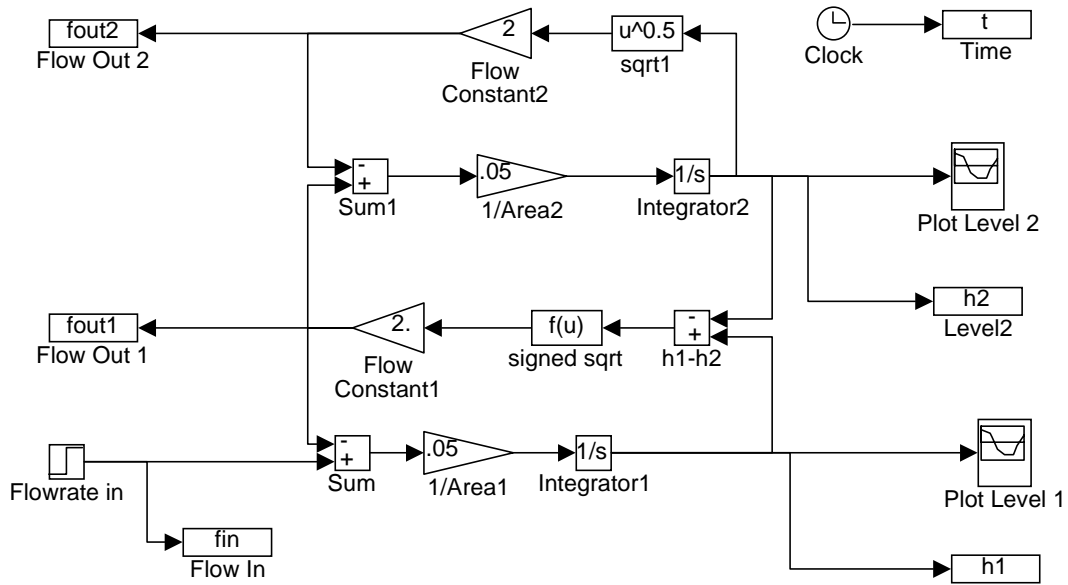 fout2
Flow Out 2
2
Flow
Constant2
u^0.5
sqrt1
Clock
t
Time
-
+
Sum1
.05
1/Area2
1/s
Integrator2
Plot Level 2
h2
Level2
fout1
Flow Out 1
2.
Flow
Constant1
f(u)
signed sqrt
-
+
h1-h2
Flowrate in
-
+
Sum
.05
1/Area1
1/s
Integrator1
Plot Level 1
fin
Flow In
h1